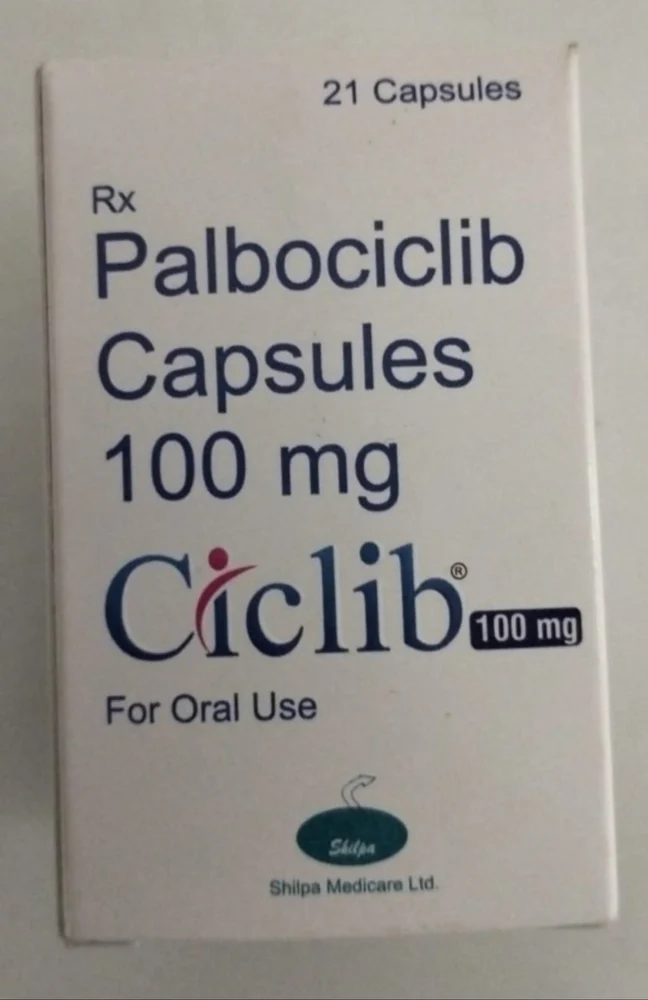 21 Capsules
Rx
Palbociclib
Capsules
100 mg
Ciclib® 100 mg
For Oral Use
Shilpa
Shilpa Medicare Ltd.